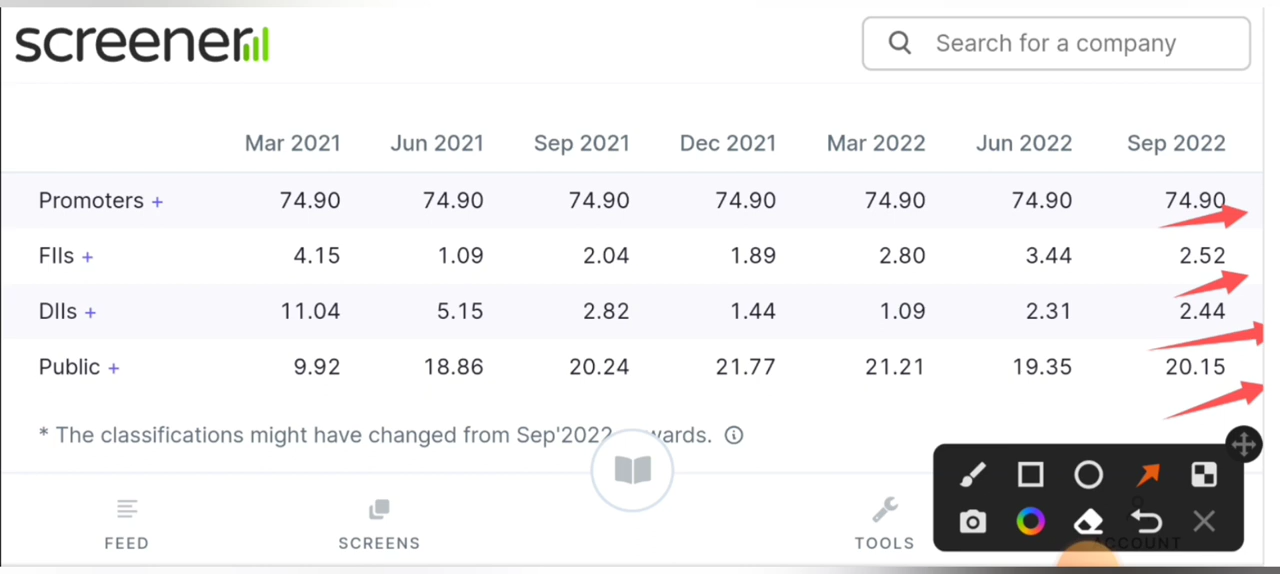 screener
Search for a company
Mar 2021 Jun 2021 Sep 2021 Dec 2021 Mar 2022 Jun 2022 Sep 2022
Promoters + 74.90 74.90 74.90 74.90 74.90 74.90 74.90
FIIs + 4.15 1.09 2.04 1.89 2.80 3.44 2.52
DIIs + 11.04 5.15 2.82 1.44 1.09 2.31 2.44
Public + 9.92 18.86 20.24 21.77 21.21 19.35 20.15
* The classifications might have changed from Sep'2022 wards.
FEED SCREENS TOOLS ACCOUNT